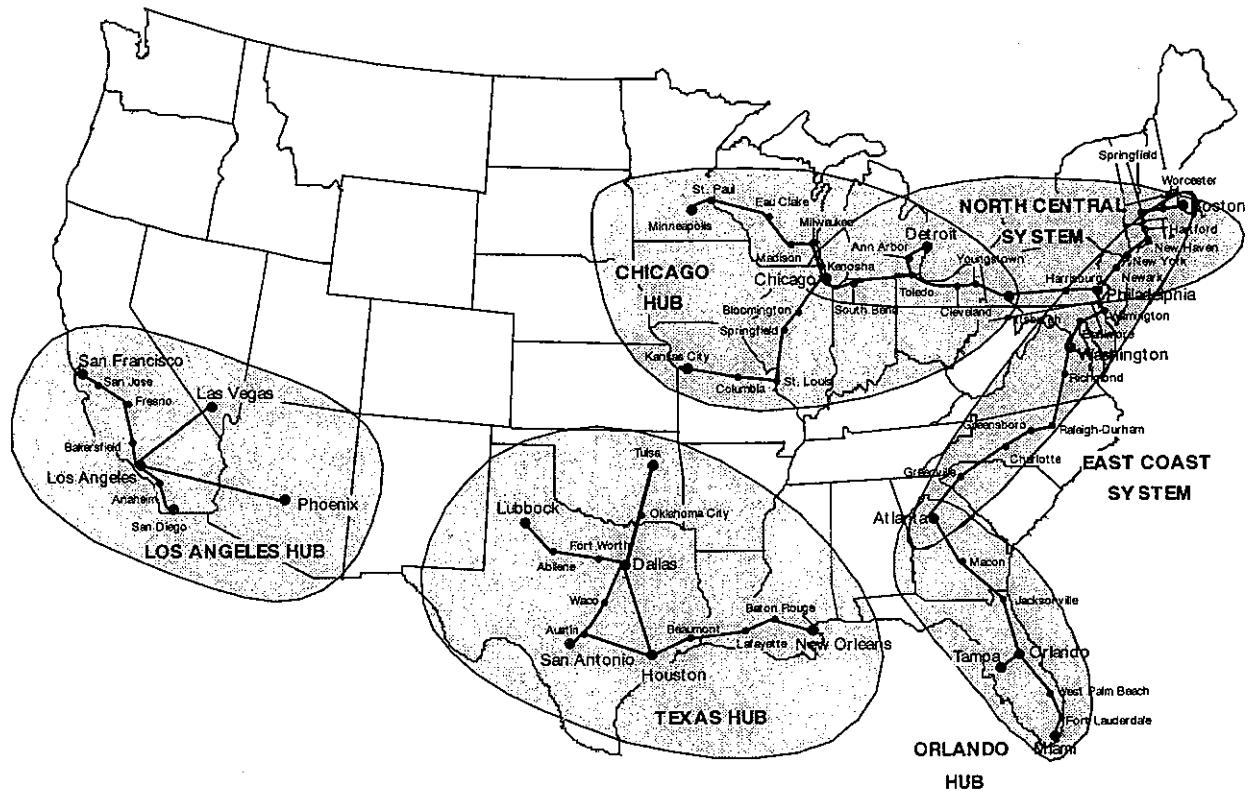 Springfield
Worcester
Boston
Hartford
New Haven
New York
Newark
NORTH CENTRAL
SYSTEM
St. Paul
Minneapolis
Eau Claire
Milwaukee
Madison
Kenosha
Chicago
CHICAGO
HUB
Ann Arbor
Detroit
Youngstown
Toledo
Cleveland
South Bend
Harrisburg
Philadelphia
Pittsburgh
Wilmington
Baltimore
Washington
Richmond
Bloomington
Springfield
Kansas City
Columbia
St. Louis
Greensboro
Raleigh-Durham
Charlotte
Greenville
EAST COAST
SYSTEM
Atlanta
Macon
Jacksonville
Orlando
Tampa
West Palm Beach
Fort Lauderdale
Miami
ORLANDO
HUB
San Francisco
San Jose
Fresno
Las Vegas
Bakersfield
Los Angeles
Anaheim
San Diego
Phoenix
LOS ANGELES HUB
Tulsa
Oklahoma City
Lubbock
Fort Worth
Abilene
Dallas
Waco
Austin
San Antonio
Houston
Beaumont
Baton Rouge
Lafayette
New Orleans
TEXAS HUB